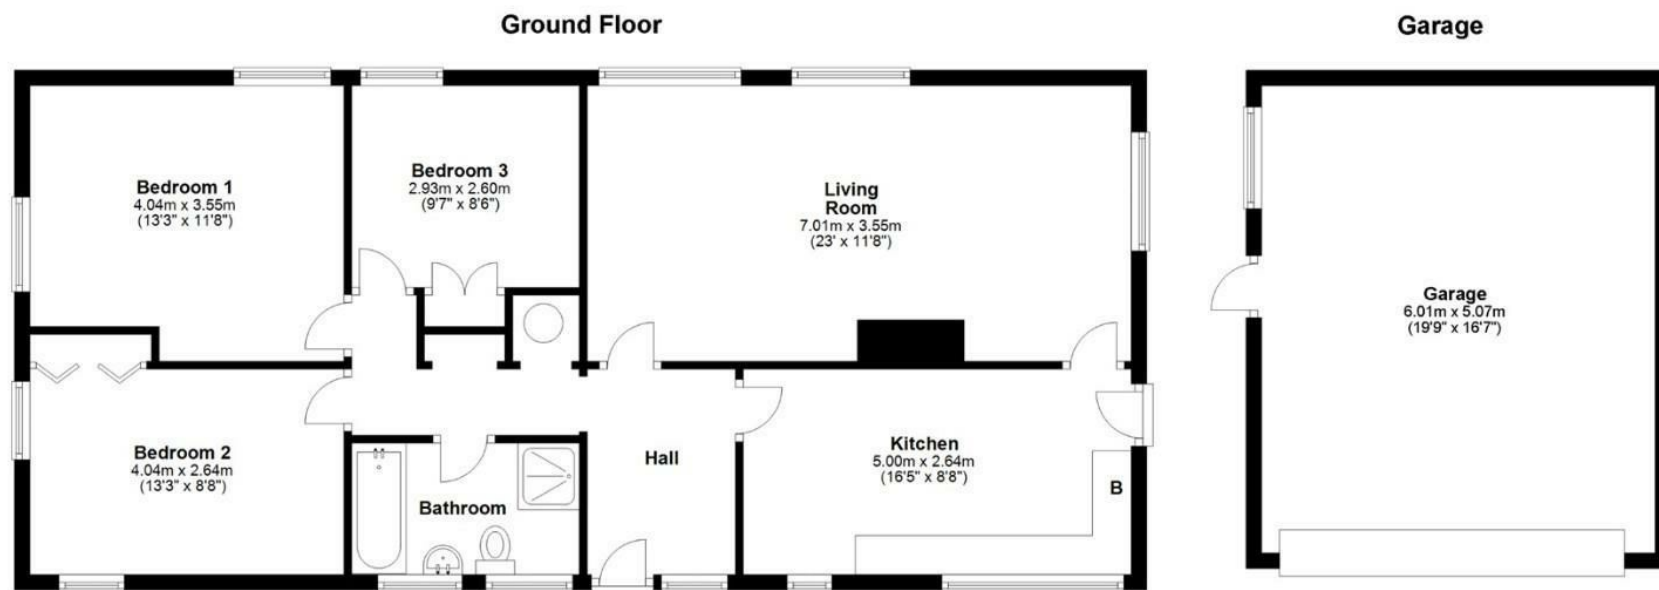 Ground Floor
Garage
Bedroom 1
4.04m x 3.55m
(13'3" x 11'8")
Bedroom 3
2.93m x 2.60m
(9'7" x 8'6")
Living
Room
7.01m x 3.55m
(23' x 11'8")
Garage
6.01m x 5.07m
(19'9" x 16'7")
Bedroom 2
4.04m x 2.64m
(13'3" x 8'8")
Bathroom
Hall
Kitchen
5.00m x 2.64m
(16'5" x 8'8")
B